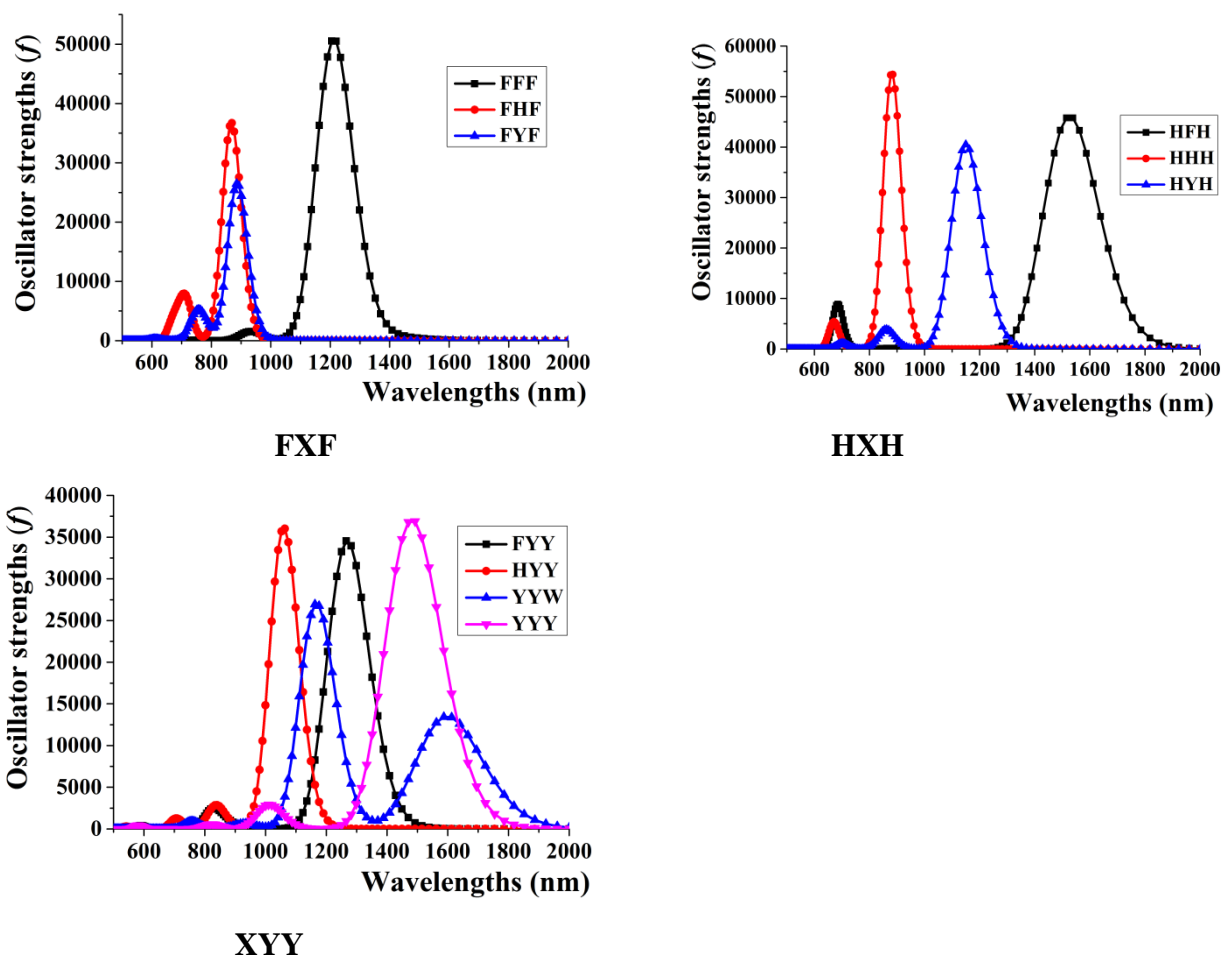 Oscillator strengths (f)
50000
40000
30000
20000
10000
0
FFF
FHF
FYF
600 800 1000 1200 1400 1600 1800 2000
Wavelengths (nm)
FXF
Oscillator strengths (f)
60000
50000
40000
30000
20000
10000
0
HFH
HHH
HYH
600 800 1000 1200 1400 1600 1800 2000
Wavelengths (nm)
HXH
Oscillator strengths (f)
40000
35000
30000
25000
20000
15000
10000
5000
0
FYY
HYY
YYW
YYY
600 800 1000 1200 1400 1600 1800 2000
Wavelengths (nm)
XYY